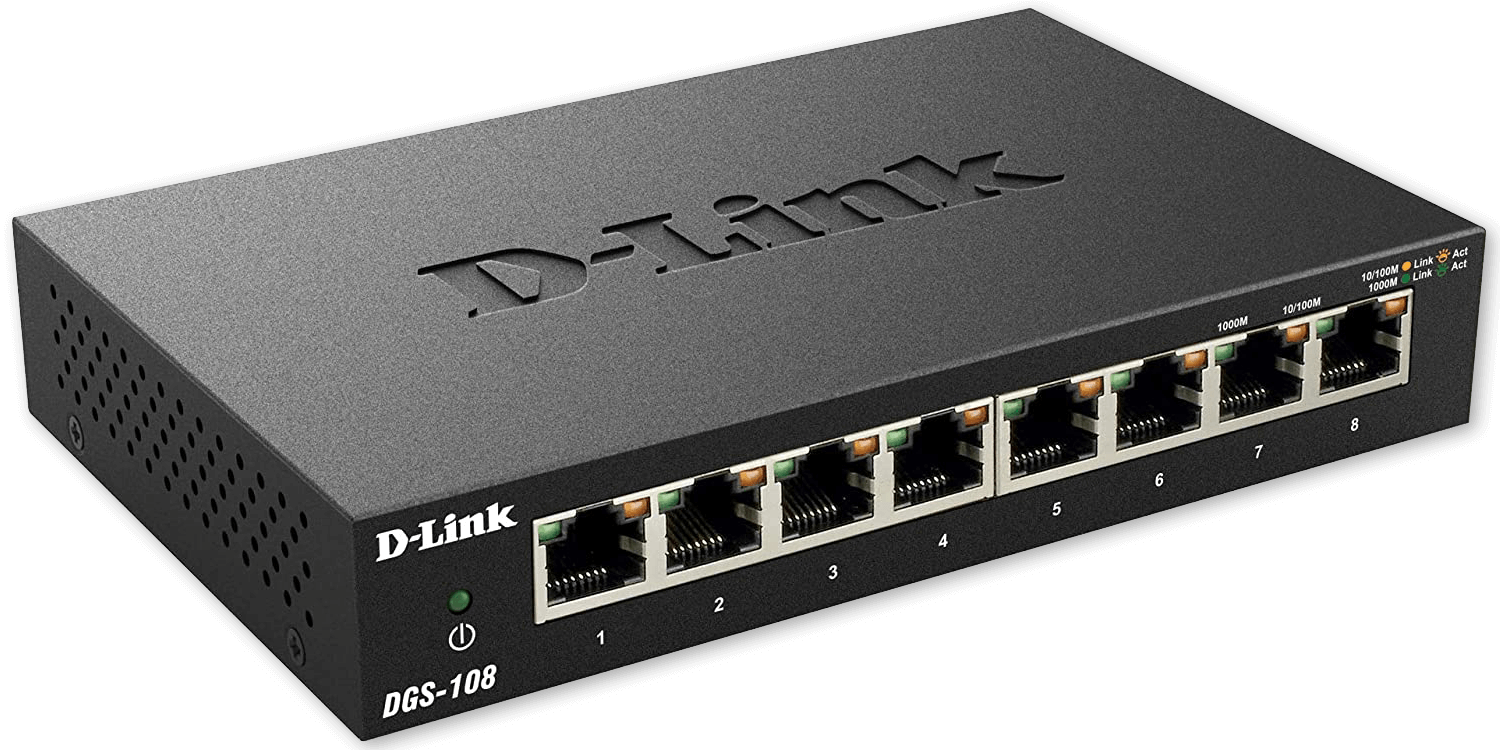 D-Link
10/100M Link Act
1000M Link Act
1000M 10/100M
D-Link
1 2 3 4 5 6 7 8
DGS-108